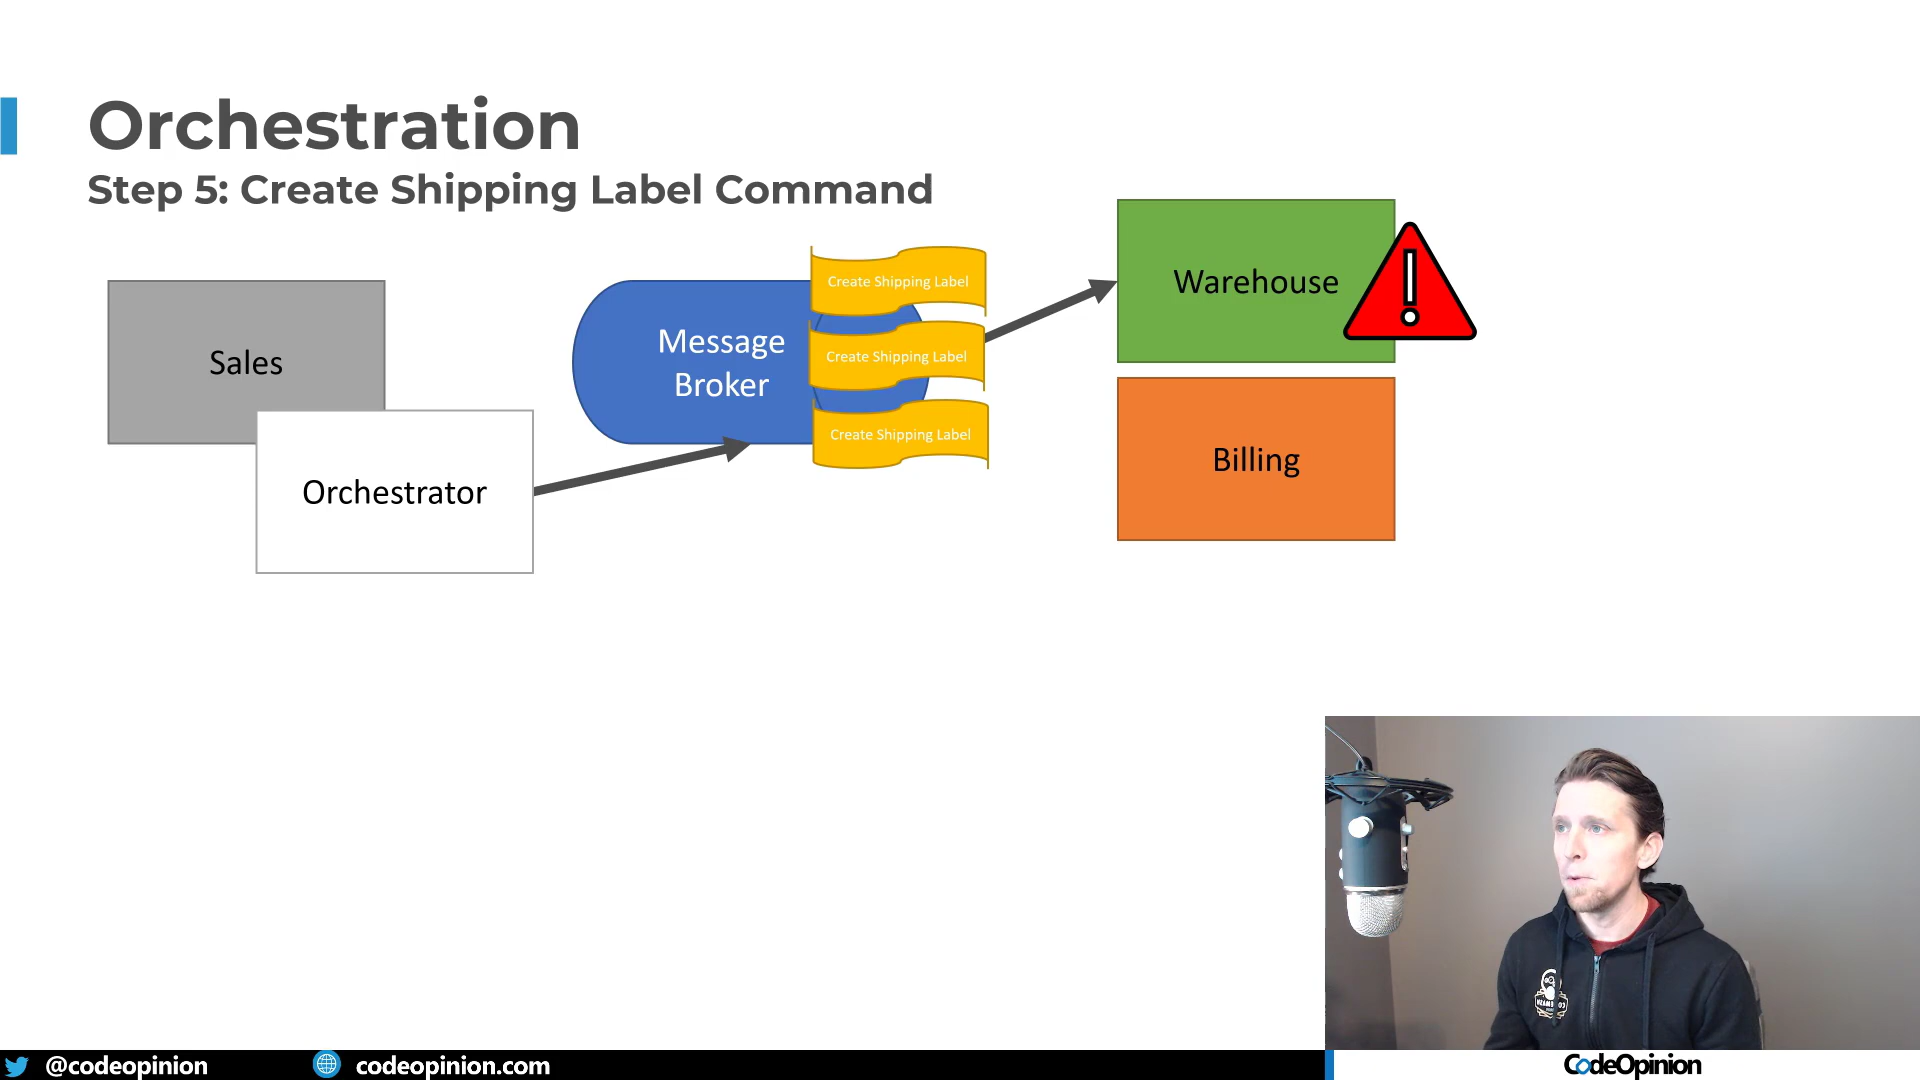 Orchestration
Step 5: Create Shipping Label Command
Sales
Orchestrator
Message
Broker
Create Shipping Label
Create Shipping Label
Create Shipping Label
Warehouse
Billing
@codeopinion
codeopinion.com
CodeOpinion